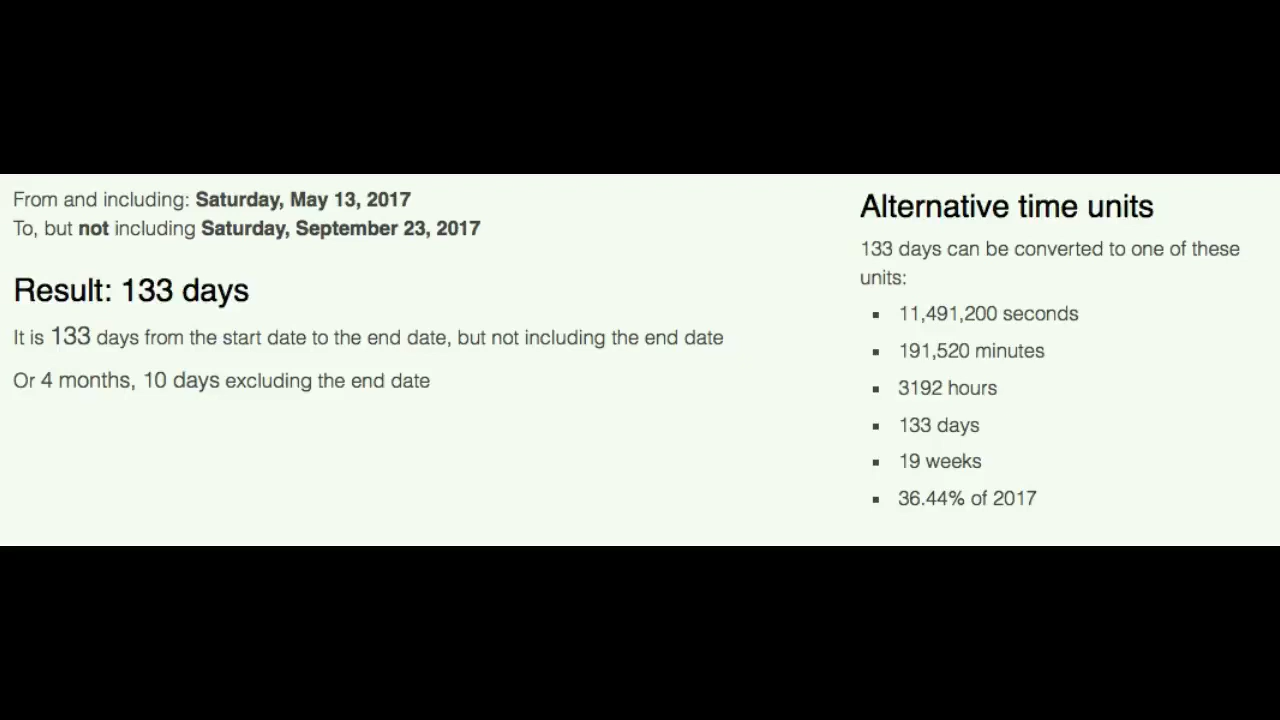 From and including: Saturday, May 13, 2017
To, but not including Saturday, September 23, 2017
Result: 133 days
It is 133 days from the start date to the end date, but not including the end date
Or 4 months, 10 days excluding the end date
Alternative time units
133 days can be converted to one of these
units:
11,491,200 seconds
191,520 minutes
3192 hours
133 days
19 weeks
36.44% of 2017